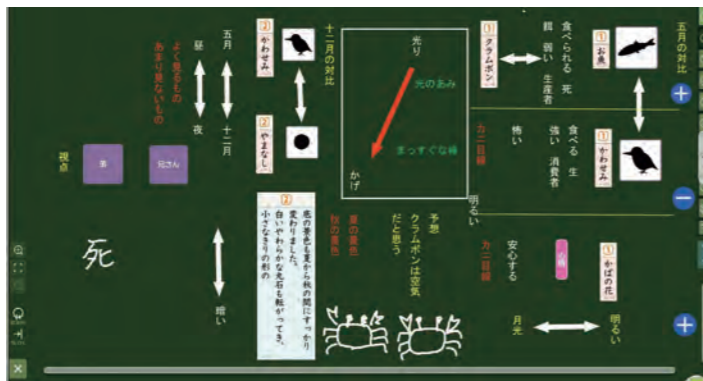 五月の対比
① お魚
① かわせみ
① かばの花
食べる 生
強い 消費者
怖い
カニ目線
安心する
カニ目線
明るい
月光
食べられる 死
餌 弱い 生産者
① クラムボン
明るい
予想
クラムボンは空気
だと思う
夏の景色
秋の景色
光り
光のあみ
まっすぐな棒
かげ
十二月の対比
② かわせみ
② やまなし
②
底の景色も夏から秋の間にすっかり
変わりました。
白いやわらかな丸石も転がってき、
小さなきりの形の
五月
十二月
昼
夜
暗い
よく見るもの
あまり見ないもの
兄さん
視点
死